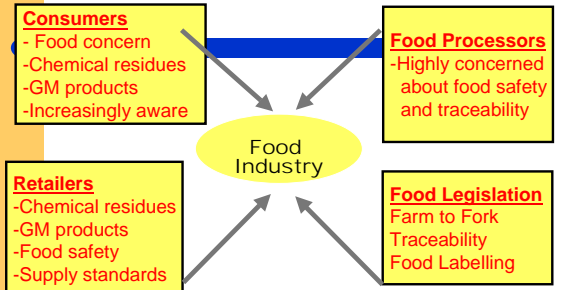 Consumers
- Food concern
-Chemical residues
-GM products
-Increasingly aware
Food Processors
-Highly concerned
about food safety
and traceability
Food
Industry
Retailers
-Chemical residues
-GM products
-Food safety
-Supply standards
Food Legislation
Farm to Fork
Traceability
Food Labelling